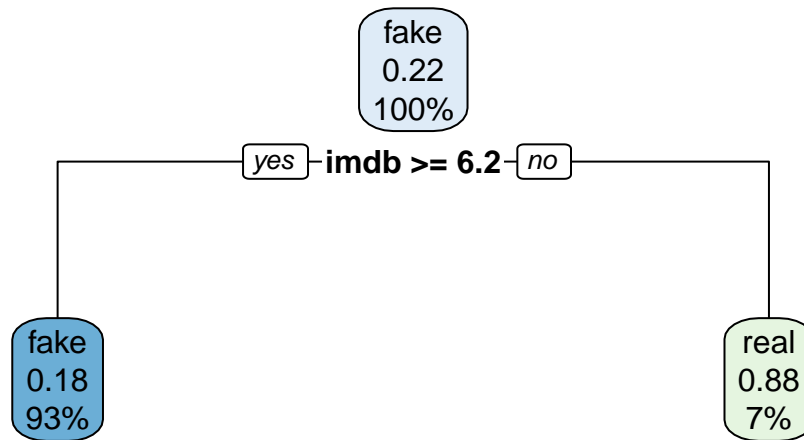 fake
0.22
100%
yes imdb >= 6.2 no
fake
0.18
93%
real
0.88
7%